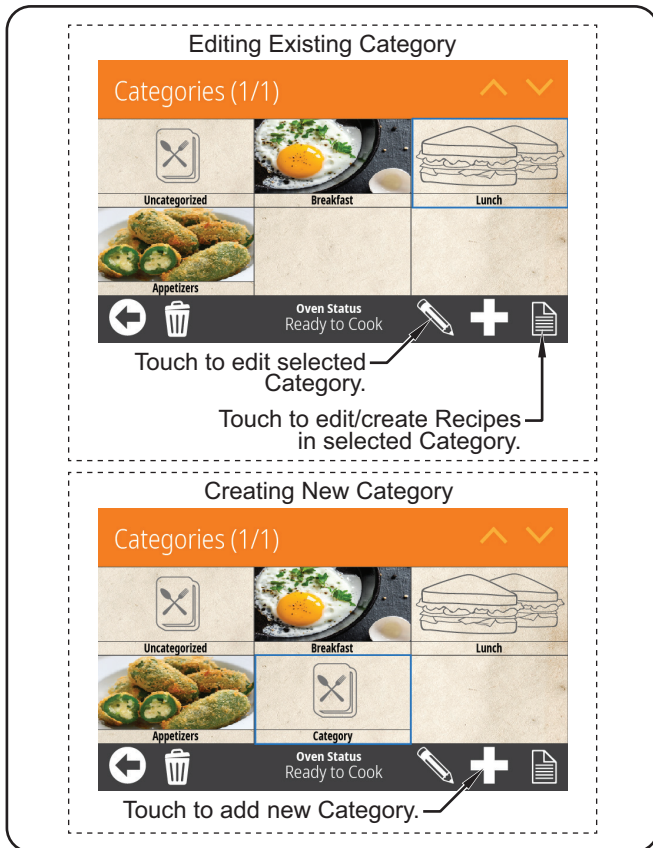 Editing Existing Category
Categories (1/1)
Uncategorized
Breakfast
Lunch
Appetizers
Oven Status
Ready to Cook
Touch to edit selected
Category.
Touch to edit/create Recipes
in selected Category.
Creating New Category
Categories (1/1)
Uncategorized
Breakfast
Lunch
Appetizers
Category
Oven Status
Ready to Cook
Touch to add new Category.